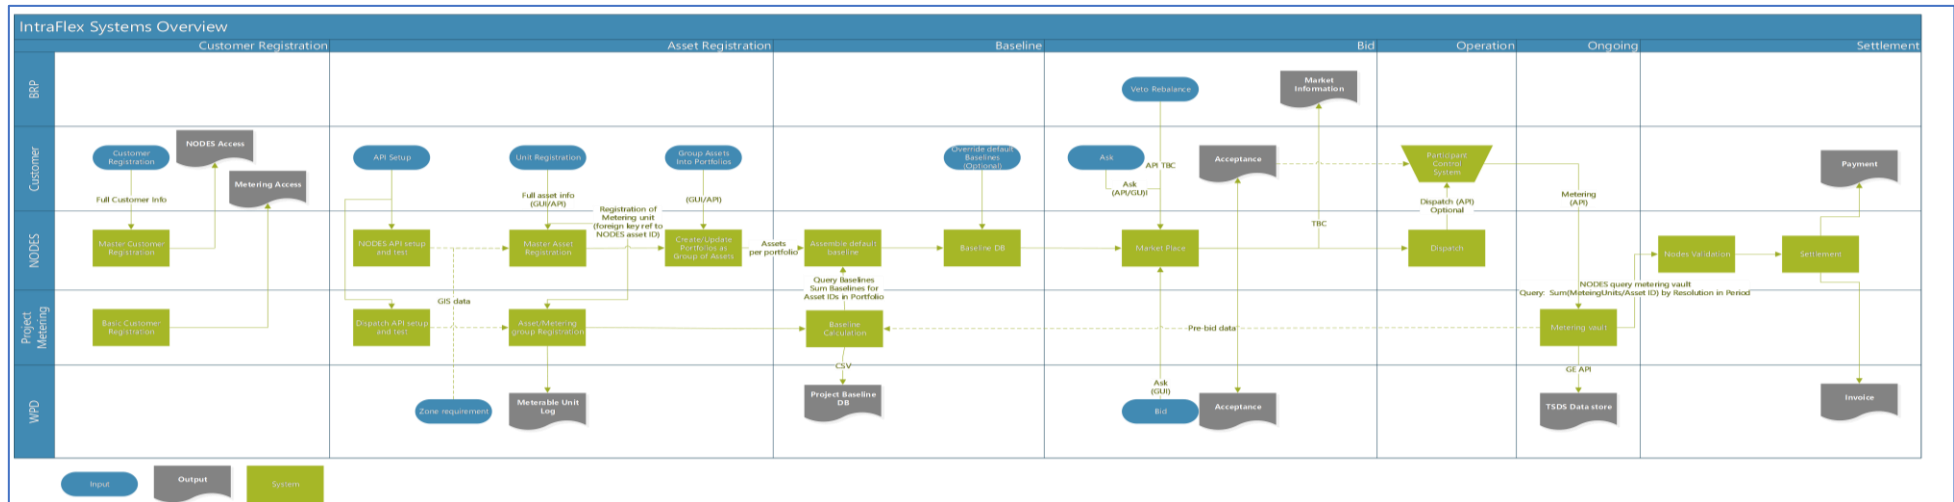 IntraFlex Systems Overview
Customer Registration
Asset Registration
Baseline
Bid
Operation
Ongoing
Settlement
BRP
Veto Rebalance
Market
Information
Customer
Customer
Registration
NODES Access
Metering Access
Full Customer Info
API Setup
Unit Registration
Full asset info
(GUI/API)
Group Assets
Into Portfolios
(GUI/API)
Registration of
Metering unit
(foreign key ref to
NODES asset ID)
Override default
Baselines
(Optional)
Ask
API TBC
Ask
(API/GUI)
Acceptance
Participant
Control
System
Dispatch (API)
Optional
Metering
(API)
Payment
NODES
Master Customer
Registration
NODES API setup
and test
Master Asset
Registration
Create/Update
Portfolios as
Group of Assets
Assets
per portfolio
Assemble default
baseline
Baseline DB
Market Place
TBC
Dispatch
Nodes Validation
Settlement
GIS data
Query Baselines
Sum Baselines for
Asset IDs in Portfolio
NODES query metering vault
Query: Sum(MeteingUnits/Asset ID) by Resolution in Period
Project
Metering
Basic Customer
Registration
Dispatch API setup
and test
Asset/Metering
group Registration
Baseline
Calculation
Pre-bid data
Metering vault
CSV
GE API
WPD
Zone requirement
Meterable Unit
Log
Project Baseline
DB
Ask
(GUI)
Bid
Acceptance
TSDS Data store
Invoice
Input
Output
System